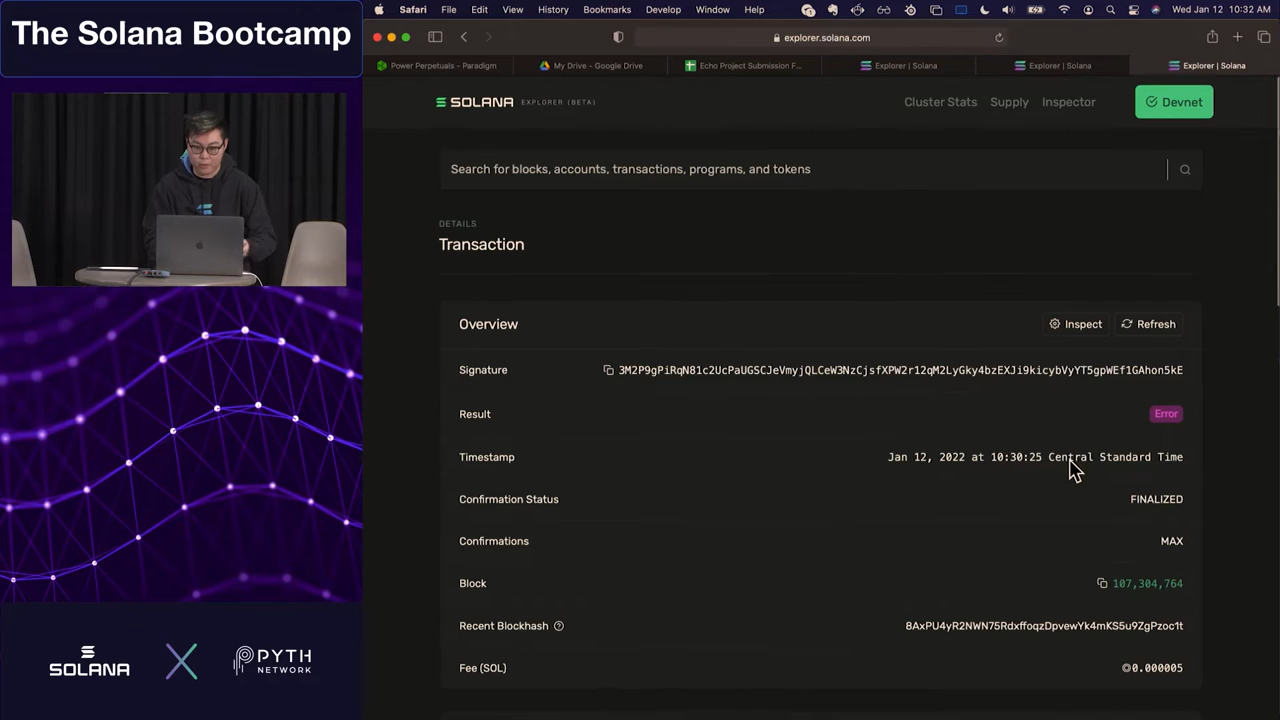 The Solana Bootcamp
SOLANA
PYTH
NETWORK
Safari File Edit View History Bookmarks Develop Window Help Wed Jan 12 10:32 AM
explorer.solana.com
Power Perpetuals - Paradigm My Drive - Google Drive Echo Project Submission F... Explorer | Solana Explorer | Solana Explorer | Solana
SOLANA EXPLORER (BETA) Cluster Stats Supply Inspector Devnet
Search for blocks, accounts, transactions, programs, and tokens
DETAILS
Transaction
Overview Inspect Refresh
Signature 3M2P9gPiRqN81c2UcPaUGSCJeVmyjQLCeW3NzCjsfXPW2r12qM2LyGky4bzEXJi9kicybVyYT5gpWEf1GAhon5kE
Result Error
Timestamp Jan 12, 2022 at 10:30:25 Central Standard Time
Confirmation Status FINALIZED
Confirmations MAX
Block 107,304,764
Recent Blockhash 8AxPU4yR2NWN75RdxffoqzDpvewYk4mKS5u9ZgPzoc1t
Fee (SOL) ◎0.000005